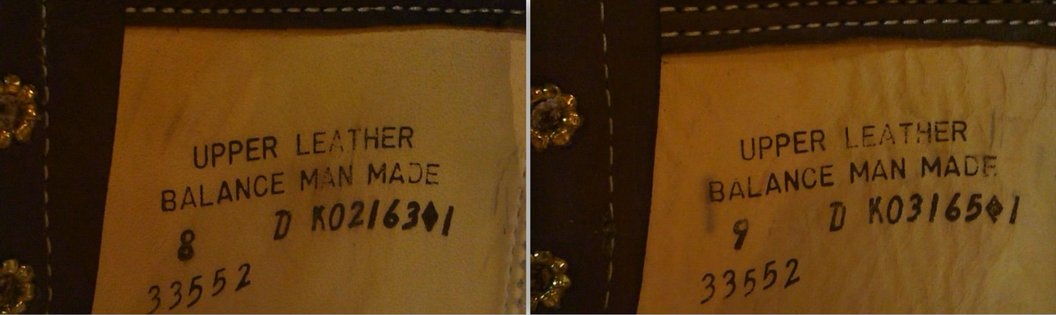 UPPER LEATHER
BALANCE MAN MADE
D K02163♦1
8
33552
UPPER LEATHER
BALANCE MAN MADE
D K03165♦1
9
33552